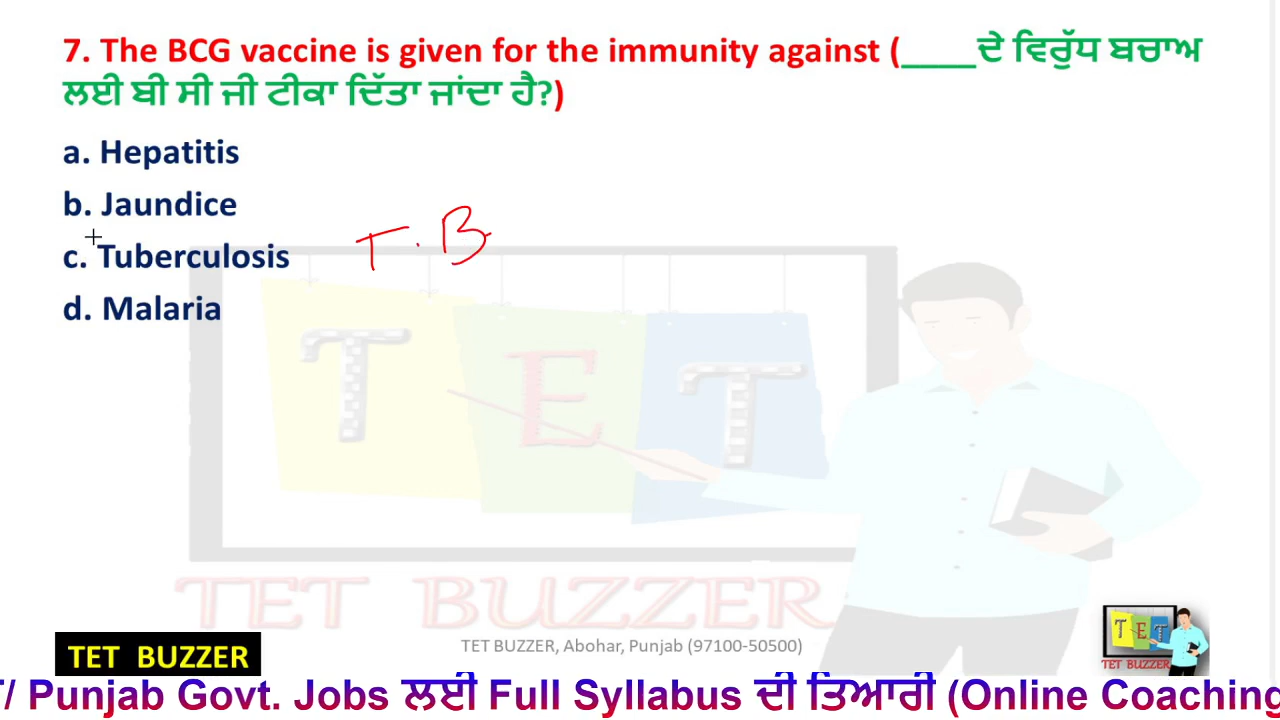 7. The BCG vaccine is given for the immunity against (____ਦੇ ਵਿਰੁੱਧ ਬਚਾਅ
ਲਈ ਬੀ ਸੀ ਜੀ ਟੀਕਾ ਦਿੱਤਾ ਜਾਂਦਾ ਹੈ?)
a. Hepatitis
b. Jaundice
c. Tuberculosis
T.B
d. Malaria
T E T
TET BUZZER
TET BUZZER
TET BUZZER, Abohar, Punjab (97100-50500)
T E T
TET BUZZER
/ Punjab Govt. Jobs ਲਈ Full Syllabus ਦੀ ਤਿਆਰੀ (Online Coaching